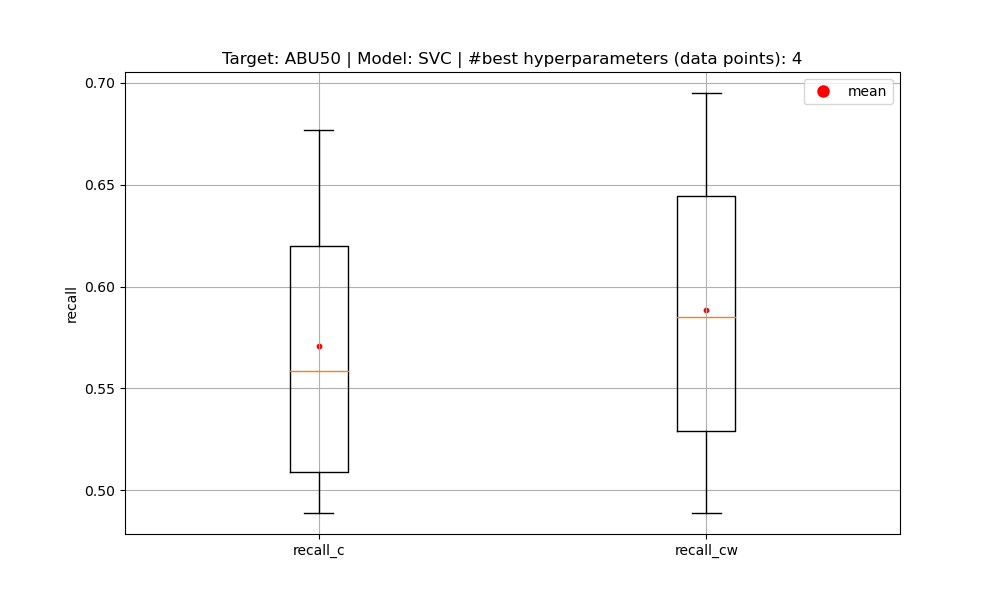 Target: ABU50 | Model: SVC | #best hyperparameters (data points): 4
mean
0.70
0.65
0.60
0.55
0.50
recall
recall_c
recall_cw